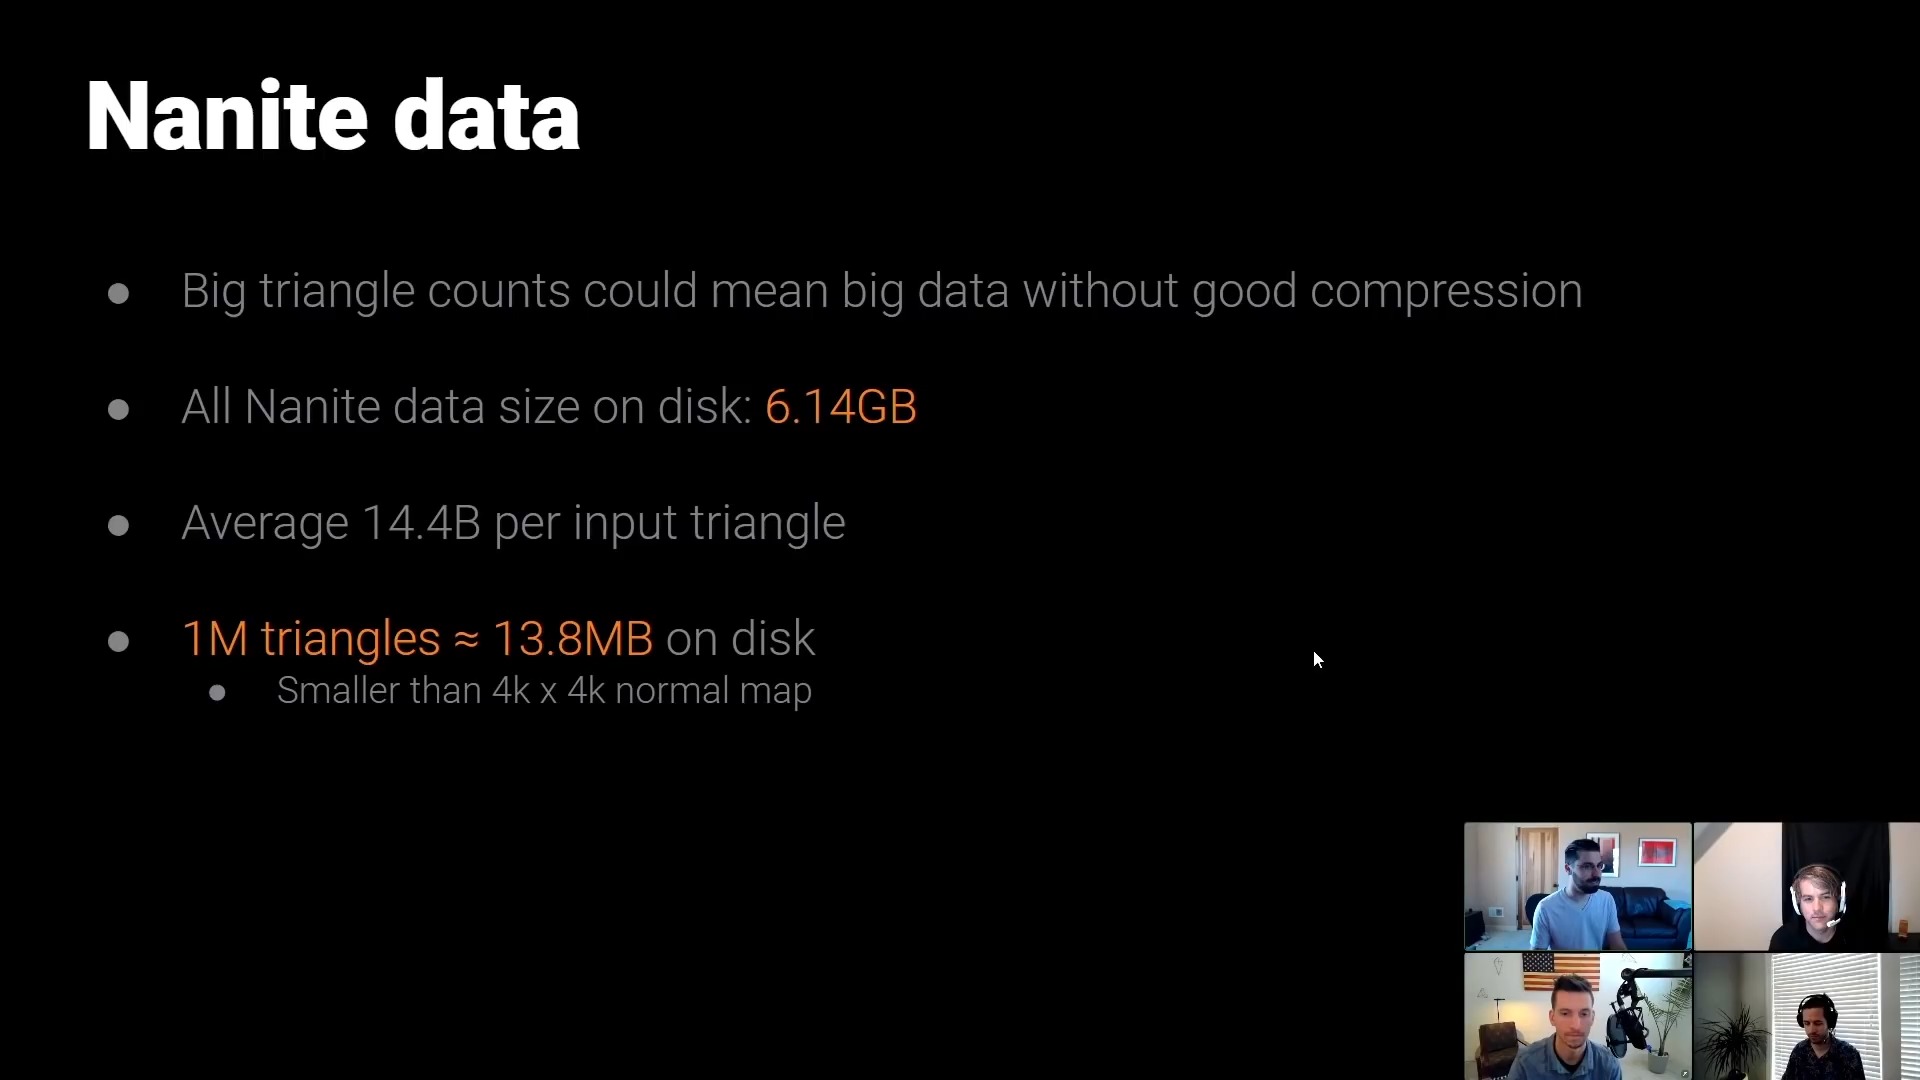 Nanite data
Big triangle counts could mean big data without good compression
All Nanite data size on disk: 6.14GB
Average 14.4B per input triangle
1M triangles ≈ 13.8MB on disk
Smaller than 4k x 4k normal map